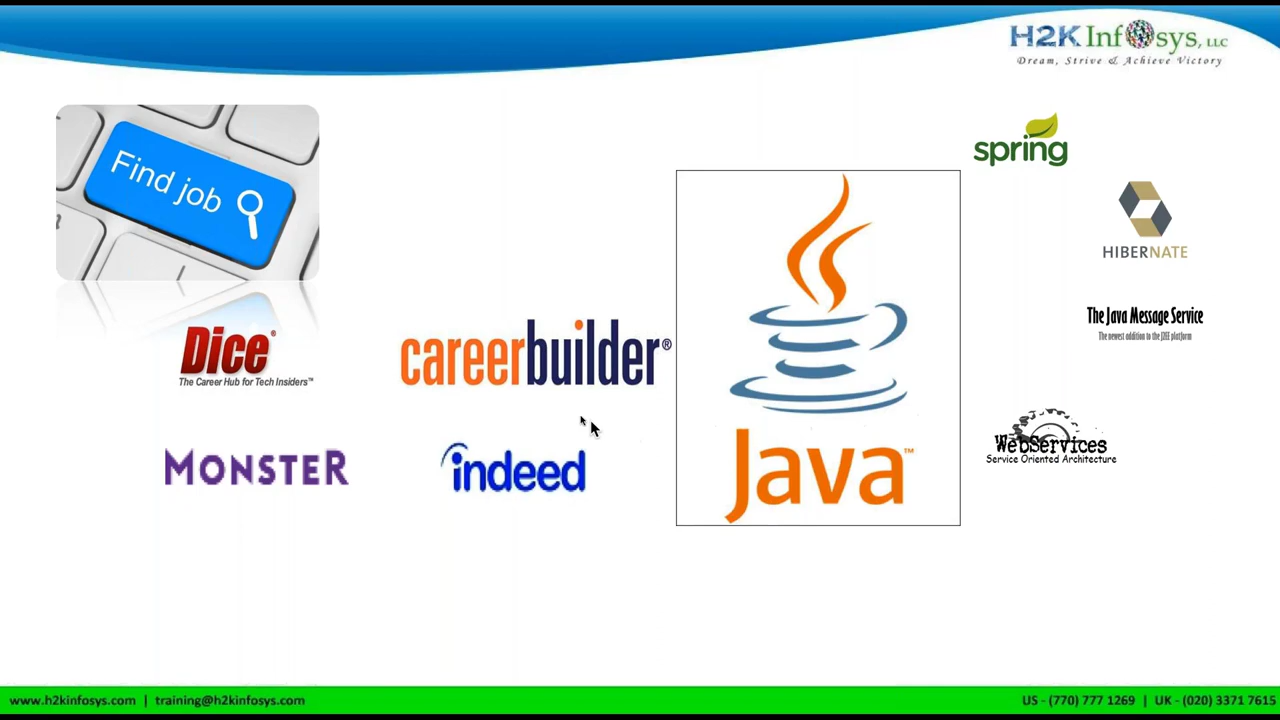 H2K Infosys, LLC
Dream, Strive & Achieve Victory
Find job
spring
HIBERNATE
The Java Message Service
The newest addition to the J2EE platform
Dice®
The Career Hub for Tech Insiders™
careerbuilder®
Java™
WebServices
Service Oriented Architecture
MONSTER
indeed
www.h2kinfosys.com | training@h2kinfosys.com
US - (770) 777 1269 | UK - (020) 3371 7615